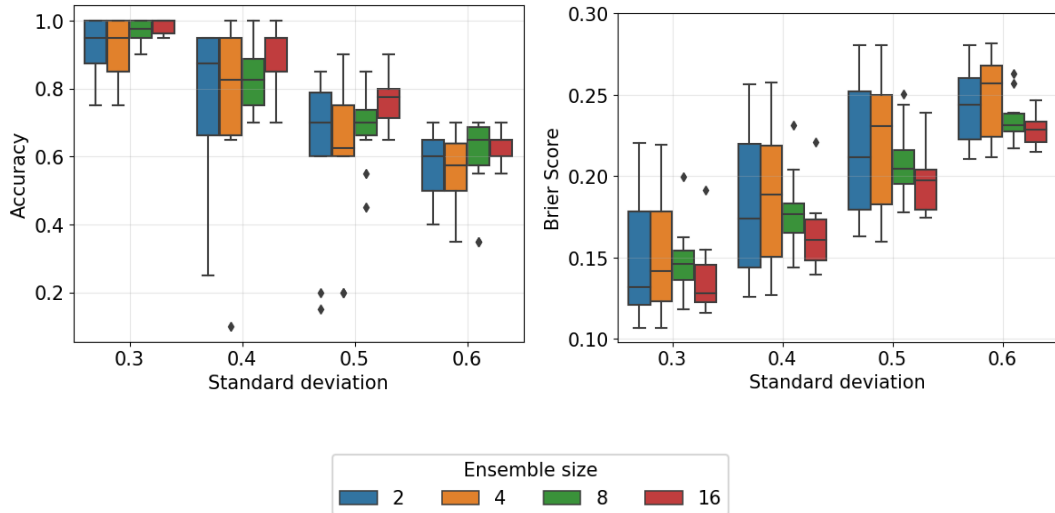 1.0
0.8
0.6
0.4
0.2
Accuracy
0.3 0.4 0.5 0.6
Standard deviation
0.30
0.25
0.20
0.15
0.10
Brier Score
0.3 0.4 0.5 0.6
Standard deviation
Ensemble size
2 4 8 16